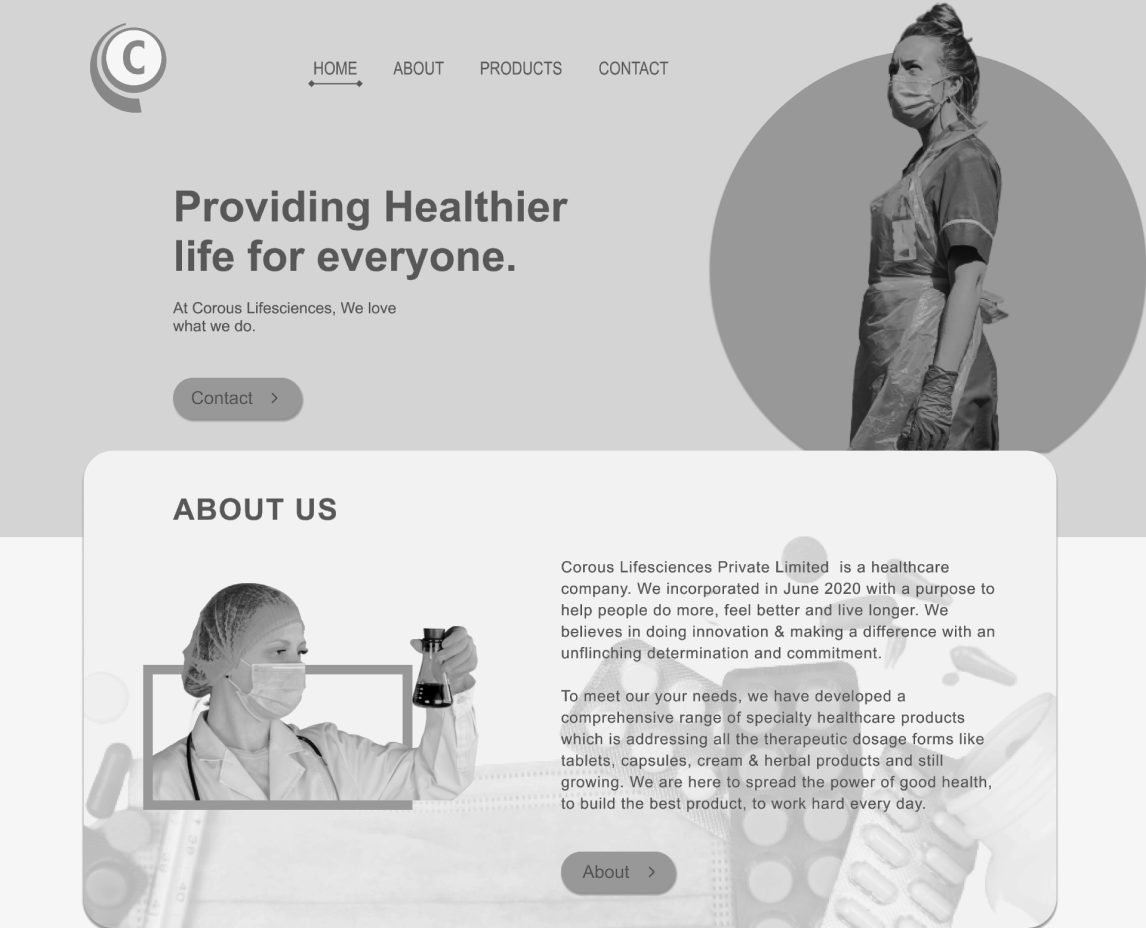 C
HOME ABOUT PRODUCTS CONTACT
Providing Healthier
life for everyone.
At Corous Lifesciences, We love
what we do.
Contact
ABOUT US
Corous Lifesciences Private Limited  is a healthcare
company. We incorporated in June 2020 with a purpose to
help people do more, feel better and live longer. We
believes in doing innovation & making a difference with an
unflinching determination and commitment.
To meet our your needs, we have developed a
comprehensive range of specialty healthcare products
which is addressing all the therapeutic dosage forms like
tablets, capsules, cream & herbal products and still
growing. We are here to spread the power of good health,
to build the best product, to work hard every day.
About